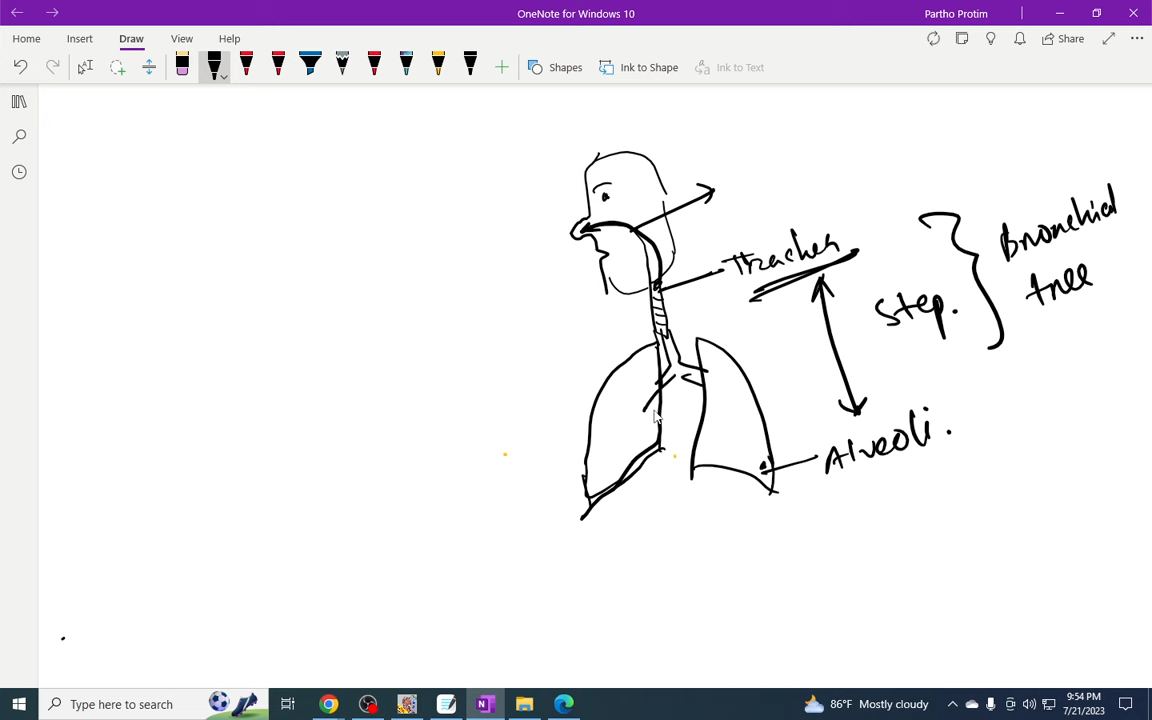 OneNote for Windows 10
Partho Protim
Home
Insert
Draw
View
Help
Share
Shapes
Ink to Shape
Ink to Text
Trachea
step.
Bronchial
tree
Alveoli.
Type here to search
86°F Mostly cloudy
9:54 PM
7/21/2023